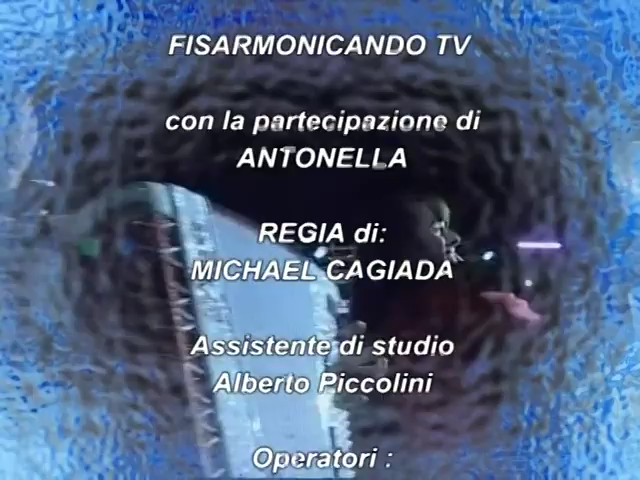 FISARMONICANDO TV
con la partecipazione di
ANTONELLA
REGIA di:
MICHAEL CAGIADA
Assistente di studio
Alberto Piccolini
Operatori :